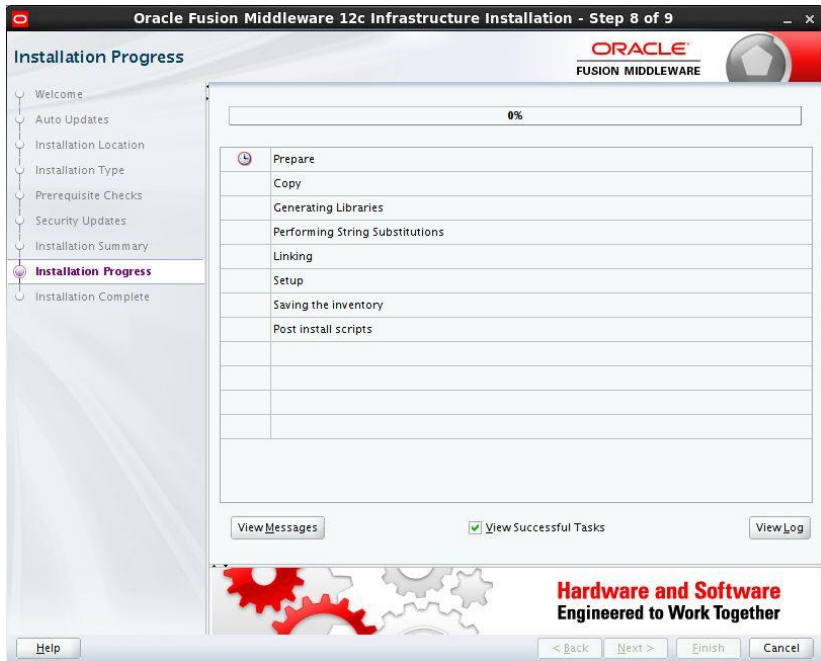 Oracle Fusion Middleware 12c Infrastructure Installation - Step 8 of 9
Installation Progress
ORACLE
FUSION MIDDLEWARE
Welcome
Auto Updates
Installation Location
Installation Type
Prerequisite Checks
Security Updates
Installation Summary
Installation Progress
Installation Complete
0%
Prepare
Copy
Generating Libraries
Performing String Substitutions
Linking
Setup
Saving the inventory
Post install scripts
View Messages
View Successful Tasks
View Log
Hardware and Software
Engineered to Work Together
Help
< Back
Next >
Finish
Cancel